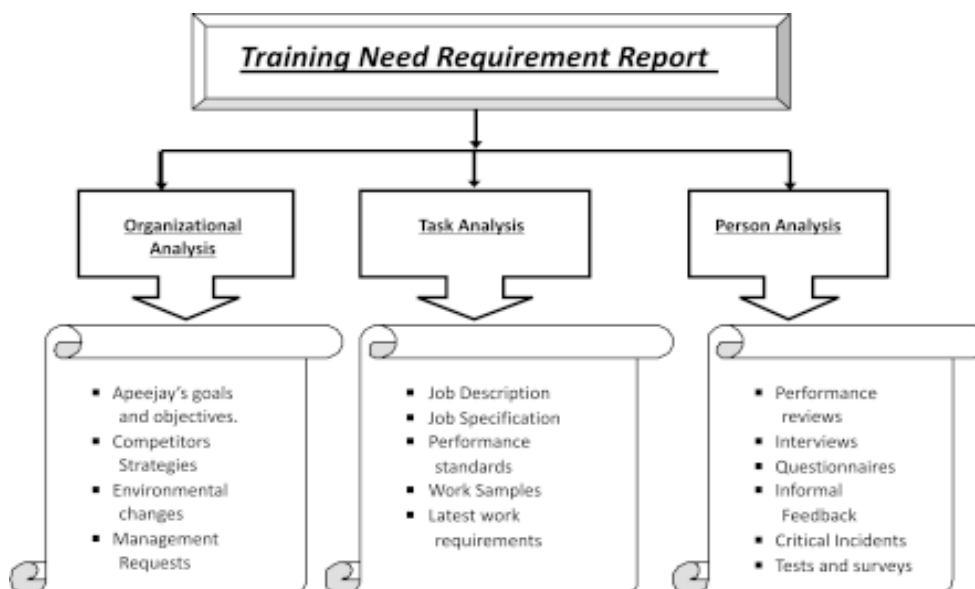 Training Need Requirement Report
Organizational
Analysis
Task Analysis
Person Analysis
▪ Apeejay's goals
and objectives.
▪ Competitors
Strategies
▪ Environmental
changes
▪ Management
Requests
▪ Job Description
▪ Job Specification
▪ Performance
standards
▪ Work Samples
▪ Latest work
requirements
▪ Performance
reviews
▪ Interviews
▪ Questionnaires
▪ Informal
Feedback
▪ Critical Incidents
▪ Tests and surveys